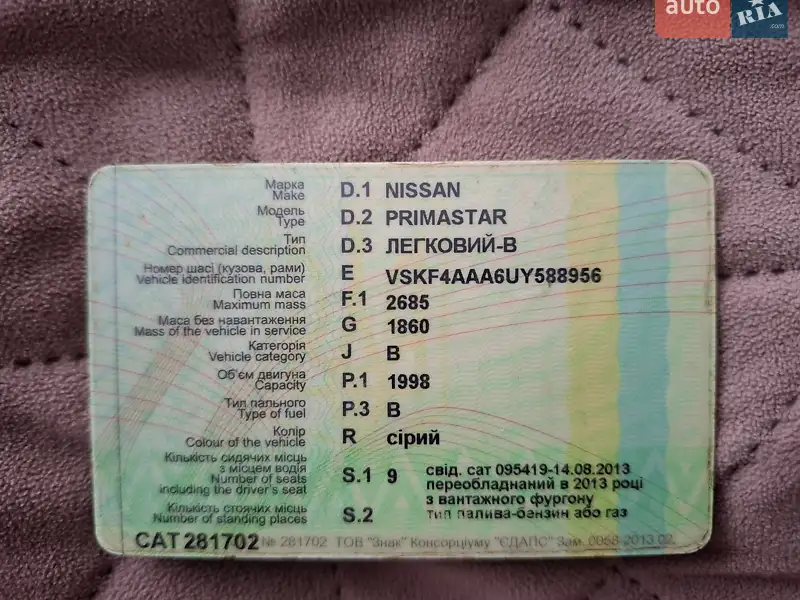 auto RIA .com
Марка D.1 NISSAN
Make
Модель D.2 PRIMASTAR
Type
Тип D.3 ЛЕГКОВИЙ-В
Commercial description
Номер шасі (кузова, рами) E VSKF4AAA6UY588956
Vehicle identification number
Повна маса F.1 2685
Maximum mass
Маса без навантаження G 1860
Mass of the vehicle in service
Категорія J B
Vehicle category
Об'єм двигуна P.1 1998
Capacity
Тип пального P.3 B
Type of fuel
Колір R сірий
Colour of the vehicle
Кількість сидячих місць S.1 9 свід. сат 095419-14.08.2013
з місцем водія переобладнаний в 2013 році
Number of seats з вантажного фургону
including the driver's seat тип палива-бензин або газ
Кількість стоячих місць S.2
Number of standing places
САТ 281702 № 281702 ТОВ "Знак" Консорціуму "ЄДАПС" Зам. 0058-2013.02.